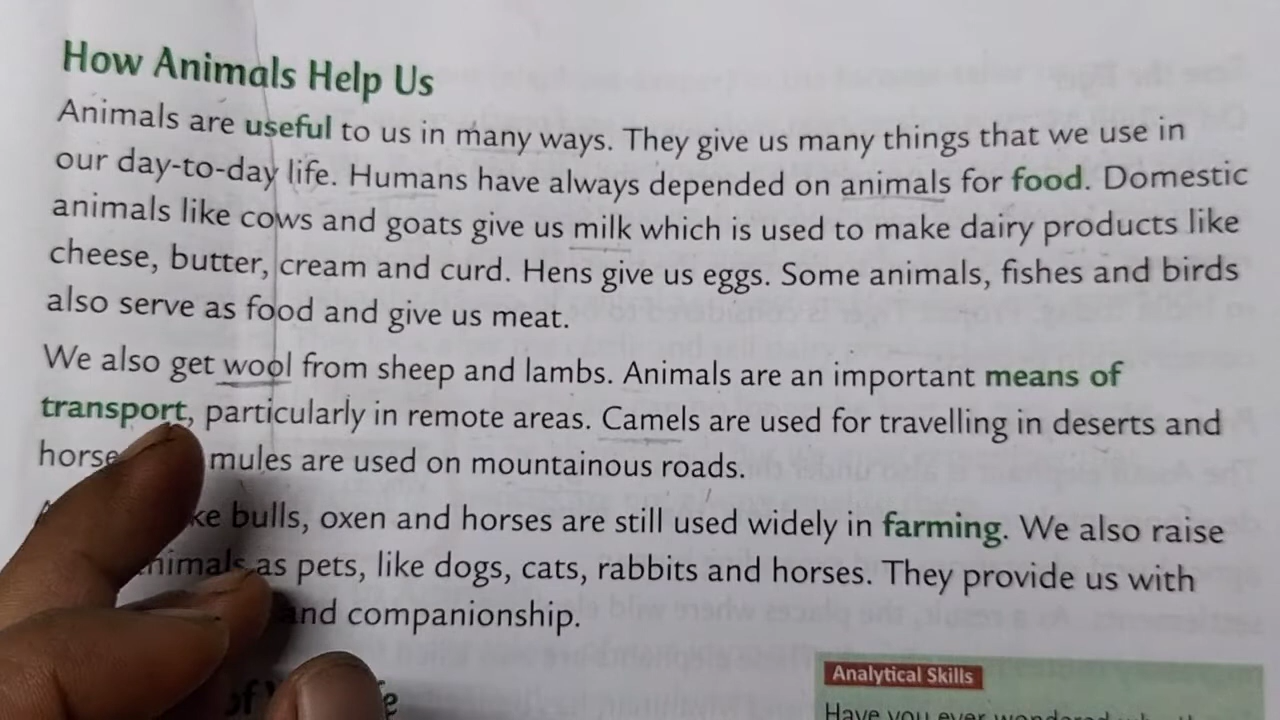 How Animals Help Us
Animals are useful to us in many ways. They give us many things that we use in
our day-to-day life. Humans have always depended on animals for food. Domestic
animals like cows and goats give us milk which is used to make dairy products like
cheese, butter, cream and curd. Hens give us eggs. Some animals, fishes and birds
also serve as food and give us meat.
We also get wool from sheep and lambs. Animals are an important means of
transport, particularly in remote areas. Camels are used for travelling in deserts and
mules are used on mountainous roads.
bulls, oxen and horses are still used widely in farming. We also raise
animals as pets, like dogs, cats, rabbits and horses. They provide us with
and companionship.
of
Analytical Skills
Have you ever wondered